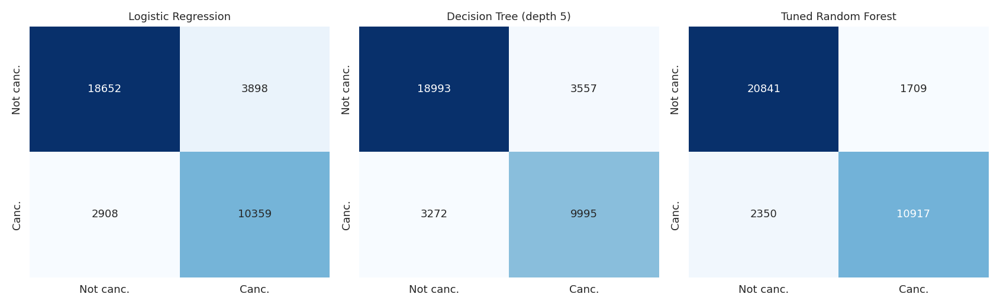 Logistic Regression
Not canc.
18652
3898
Canc.
2908
10359
Not canc.
Canc.
Decision Tree (depth 5)
Not canc.
18993
3557
Canc.
3272
9995
Not canc.
Canc.
Tuned Random Forest
Not canc.
20841
1709
Canc.
2350
10917
Not canc.
Canc.